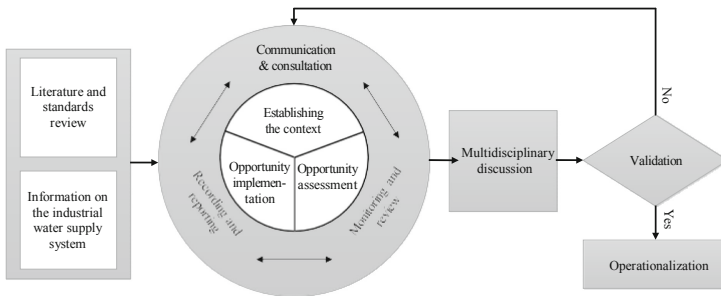 Literature and
standards
review
Information on
the industrial
water supply
system
Communication
& consultation
Establishing
the context
Opportunity
implemen-
tation
Opportunity
assessment
Recording and
reporting
Monitoring and
review
Multidisciplinary
discussion
Validation
No
Yes
Operationalization